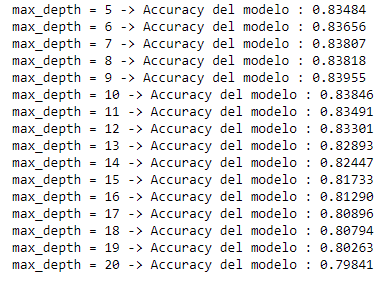 max_depth = 5 -> Accuracy del modelo : 0.83484
max_depth = 6 -> Accuracy del modelo : 0.83656
max_depth = 7 -> Accuracy del modelo : 0.83807
max_depth = 8 -> Accuracy del modelo : 0.83818
max_depth = 9 -> Accuracy del modelo : 0.83955
max_depth = 10 -> Accuracy del modelo : 0.83846
max_depth = 11 -> Accuracy del modelo : 0.83491
max_depth = 12 -> Accuracy del modelo : 0.83301
max_depth = 13 -> Accuracy del modelo : 0.82893
max_depth = 14 -> Accuracy del modelo : 0.82447
max_depth = 15 -> Accuracy del modelo : 0.81733
max_depth = 16 -> Accuracy del modelo : 0.81290
max_depth = 17 -> Accuracy del modelo : 0.80896
max_depth = 18 -> Accuracy del modelo : 0.80794
max_depth = 19 -> Accuracy del modelo : 0.80263
max_depth = 20 -> Accuracy del modelo : 0.79841